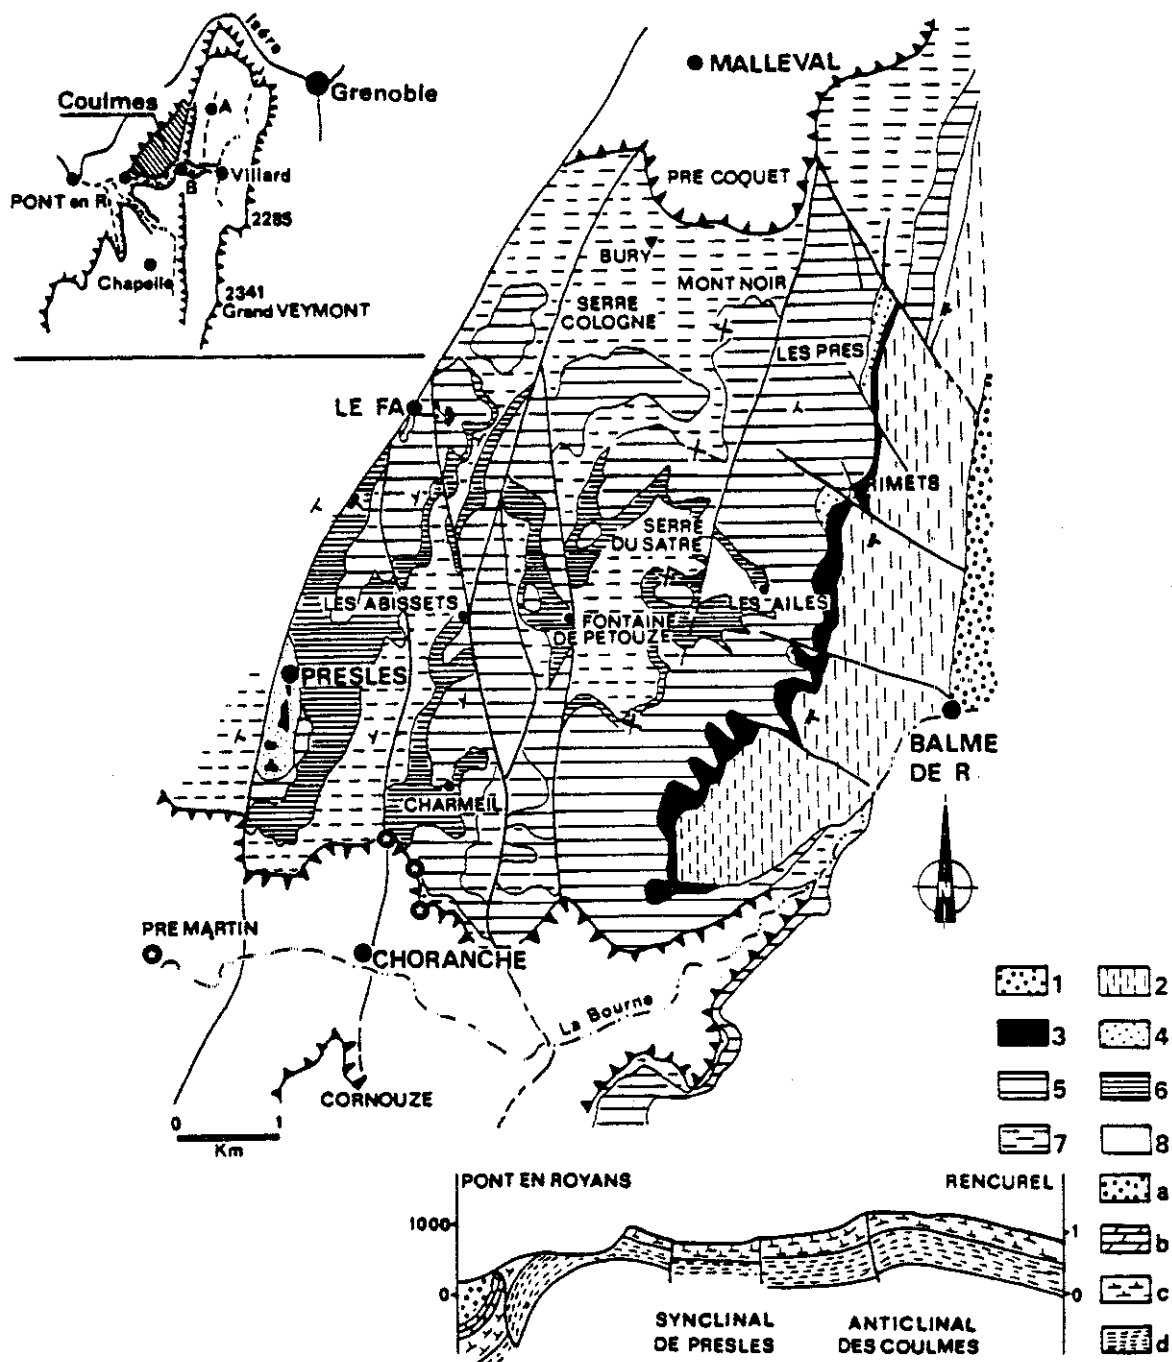 Isère
Grenoble
Coulmes
A
B
Villard
PONT en R
2285
Chapelle
2341
Grand VEYMONT
MALLEVAL
PRE COQUET
BURY
MONT NOIR
SERRE
COLOGNE
LES PRES
LE FA
RIMETS
SERRE
DU SATRE
LES ABISSETS
LES AILES
FONTAINE
DE PETOUZE
PRESLES
BALME
DE R
CHARMEIL
PRE MARTIN
CHORANCHE
La Bourne
CORNOUZE
0 1
Km
1 2
3 4
5 6
7 8
a
b
c
d
PONT EN ROYANS RENCUREL
1000 1
0 0
SYNCLINAL
DE PRESLES
ANTICLINAL
DES COULMES